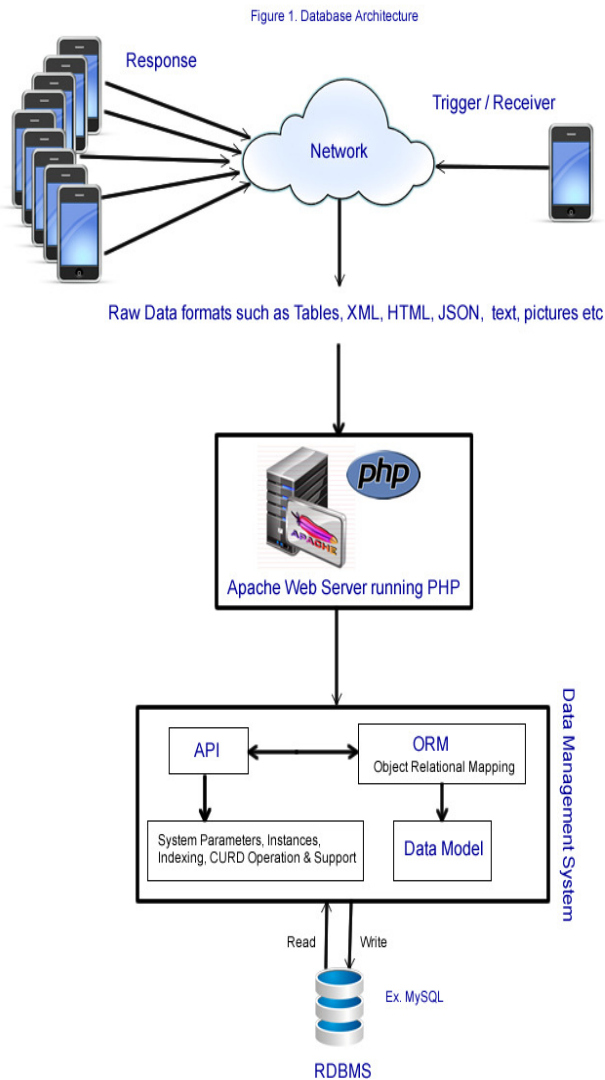 Figure 1. Database Architecture
Response
Trigger / Receiver
Network
Raw Data formats such as Tables, XML, HTML, JSON, text, pictures etc
php
APACHE
Apache Web Server running PHP
Data Management System
API
ORM
Object Relational Mapping
System Parameters, Instances,
Indexing, CURD Operation & Support
Data Model
Read
Write
Ex. MySQL
RDBMS